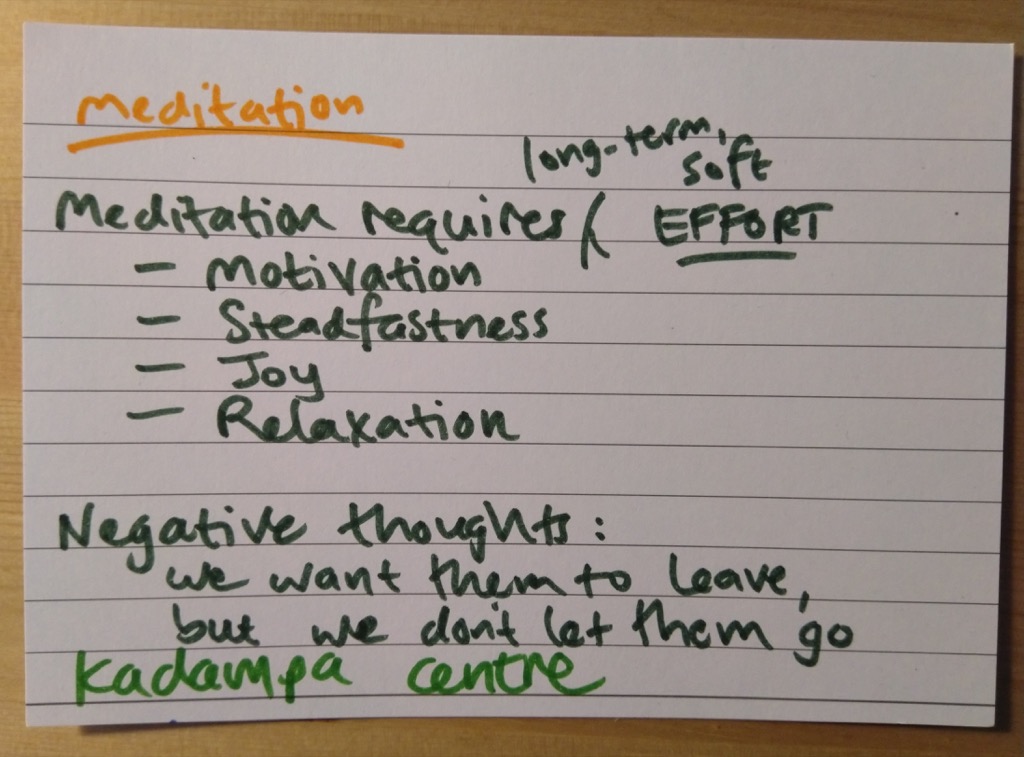 meditation
long-term,
soft
Meditation requires ( EFFORT
- Motivation
- Steadfastness
- Joy
- Relaxation
Negative thoughts:
we want them to leave,
but we don't let them go
Kadampa centre